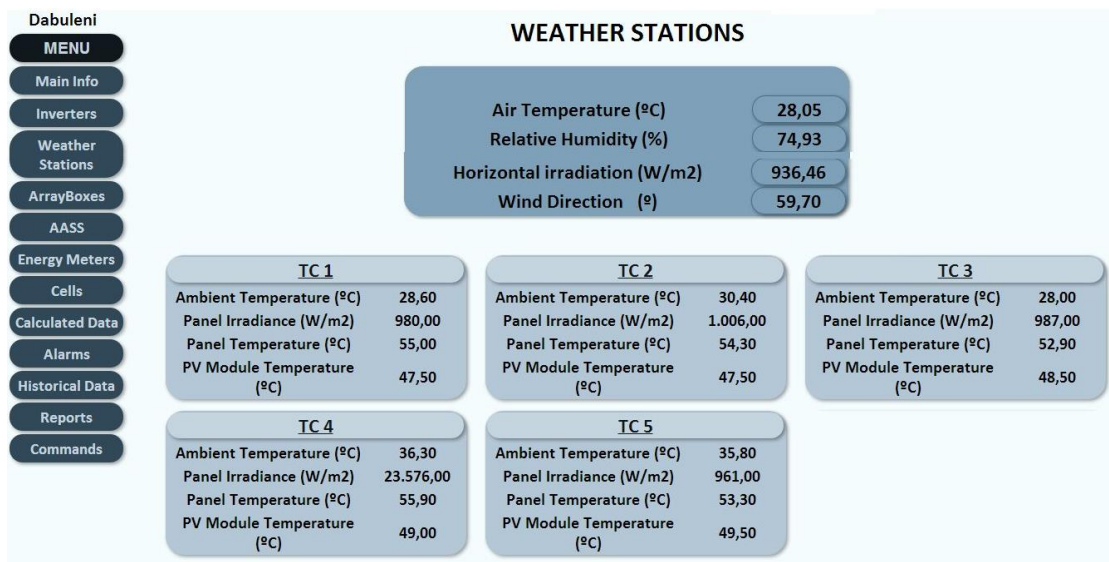 Dabuleni
MENU
Main Info
Inverters
Weather
Stations
ArrayBoxes
AASS
Energy Meters
Cells
Calculated Data
Alarms
Historical Data
Reports
Commands
WEATHER STATIONS
Air Temperature (ºC) 28,05
Relative Humidity (%) 74,93
Horizontal irradiation (W/m2) 936,46
Wind Direction (º) 59,70
TC 1
Ambient Temperature (ºC) 28,60
Panel Irradiance (W/m2) 980,00
Panel Temperature (ºC) 55,00
PV Module Temperature
(ºC) 47,50
TC 2
Ambient Temperature (ºC) 30,40
Panel Irradiance (W/m2) 1.006,00
Panel Temperature (ºC) 54,30
PV Module Temperature
(ºC) 47,50
TC 3
Ambient Temperature (ºC) 28,00
Panel Irradiance (W/m2) 987,00
Panel Temperature (ºC) 52,90
PV Module Temperature
(ºC) 48,50
TC 4
Ambient Temperature (ºC) 36,30
Panel Irradiance (W/m2) 23.576,00
Panel Temperature (ºC) 55,90
PV Module Temperature
(ºC) 49,00
TC 5
Ambient Temperature (ºC) 35,80
Panel Irradiance (W/m2) 961,00
Panel Temperature (ºC) 53,30
PV Module Temperature
(ºC) 49,50